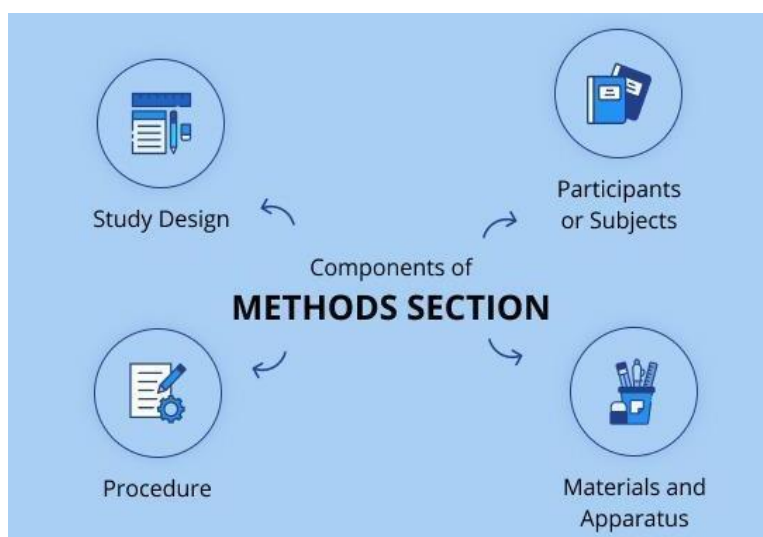 Study Design
Participants
or Subjects
Components of
METHODS SECTION
Procedure
Materials and
Apparatus